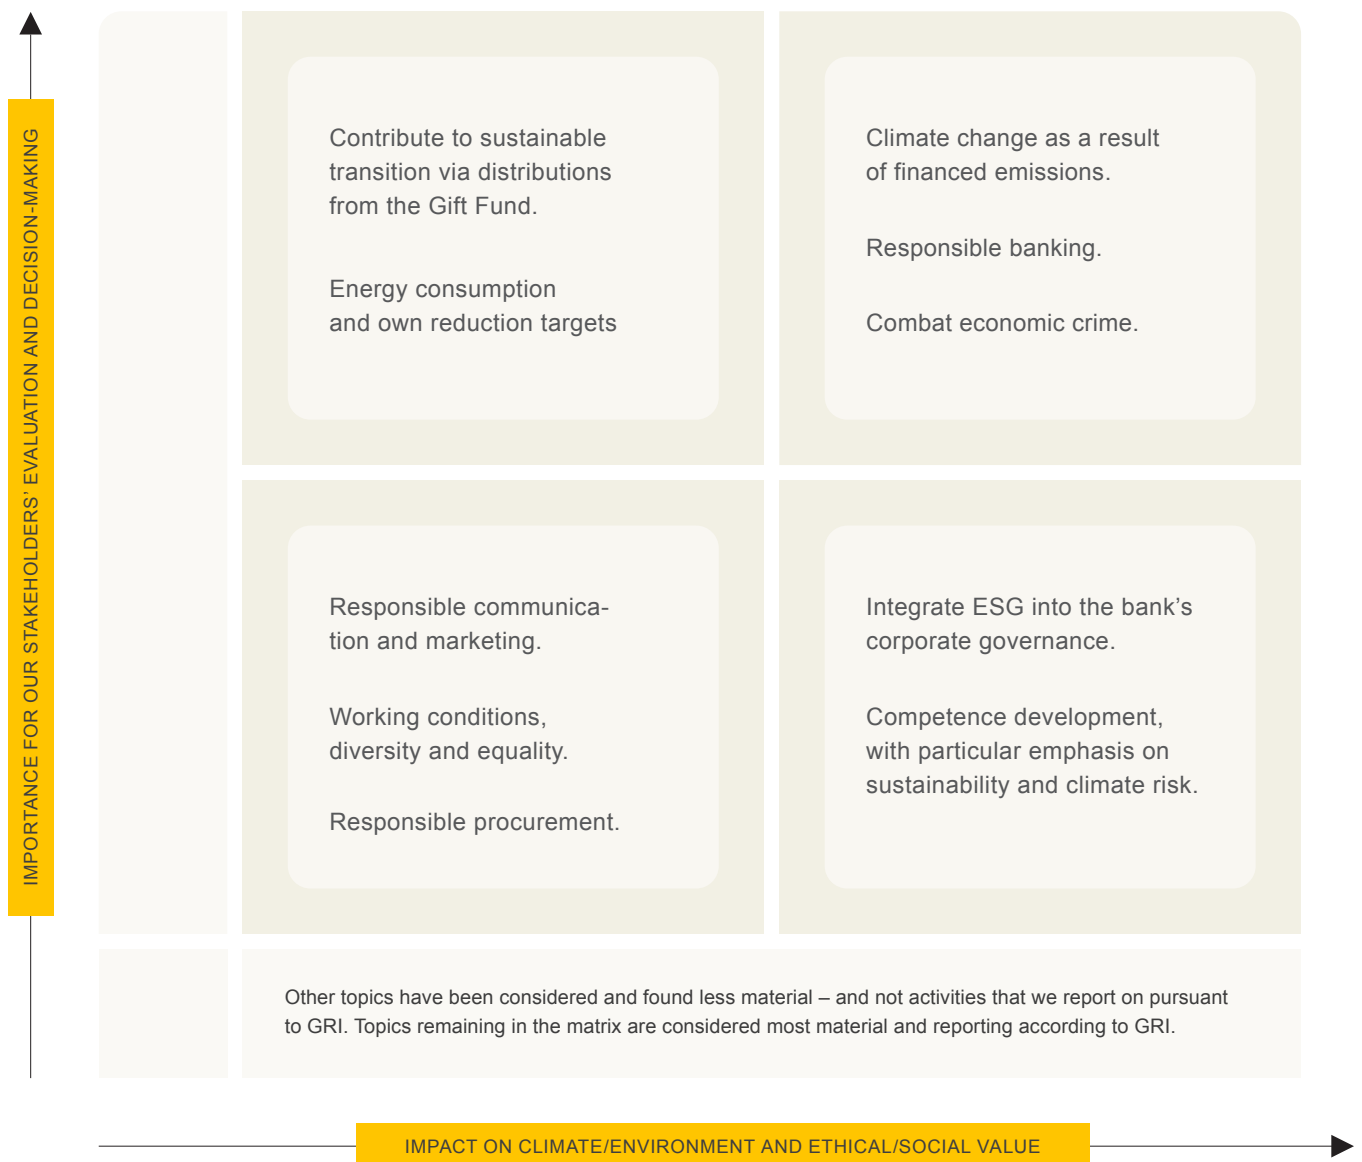 IMPORTANCE FOR OUR STAKEHOLDERS’ EVALUATION AND DECISION-MAKING
Contribute to sustainable
transition via distributions
from the Gift Fund.
Energy consumption
and own reduction targets
Climate change as a result
of financed emissions.
Responsible banking.
Combat economic crime.
Responsible communica-
tion and marketing.
Working conditions,
diversity and equality.
Responsible procurement.
Integrate ESG into the bank’s
corporate governance.
Competence development,
with particular emphasis on
sustainability and climate risk.
Other topics have been considered and found less material – and not activities that we report on pursuant
to GRI. Topics remaining in the matrix are considered most material and reporting according to GRI.
IMPACT ON CLIMATE/ENVIRONMENT AND ETHICAL/SOCIAL VALUE